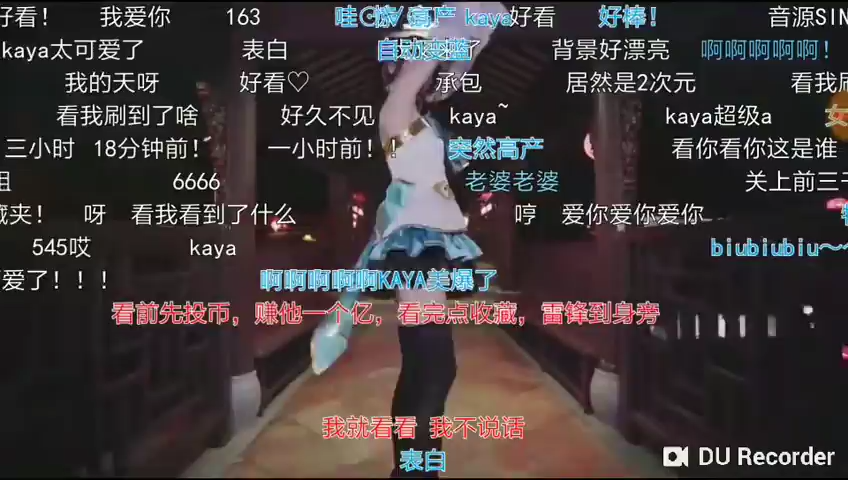 好看！ 我爱你 163 高产 kaya好看 好棒！ 音源SIN
kaya太可爱了 表白 背景好漂亮 啊啊啊啊啊！
我的天呀 好看♡ 承包 居然是2次元 看我刷
看我刷到了啥 好久不见 kaya~ kaya超级a 女
三小时 18分钟前！ 一小时前！！ 突然高产 看你看你这是谁
姐 6666 老婆老婆 关上前三千
藏夹！ 呀 看我看到了什么 哼 爱你爱你爱你
545哎 kaya biubiubiu～～
可爱了！！！ 啊啊啊啊啊KAYA美爆了
看前先投币，赚他一个亿，看完点收藏，雷锋到身旁
我就看看 我不说话
表白
DU Recorder